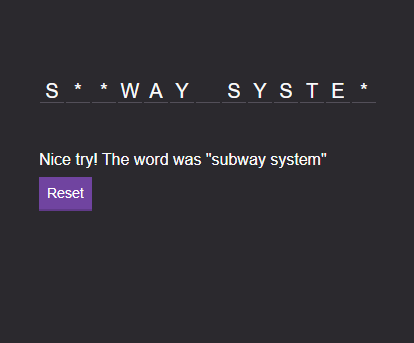 S * * W A Y   S Y S T E *
Nice try! The word was "subway system"
Reset